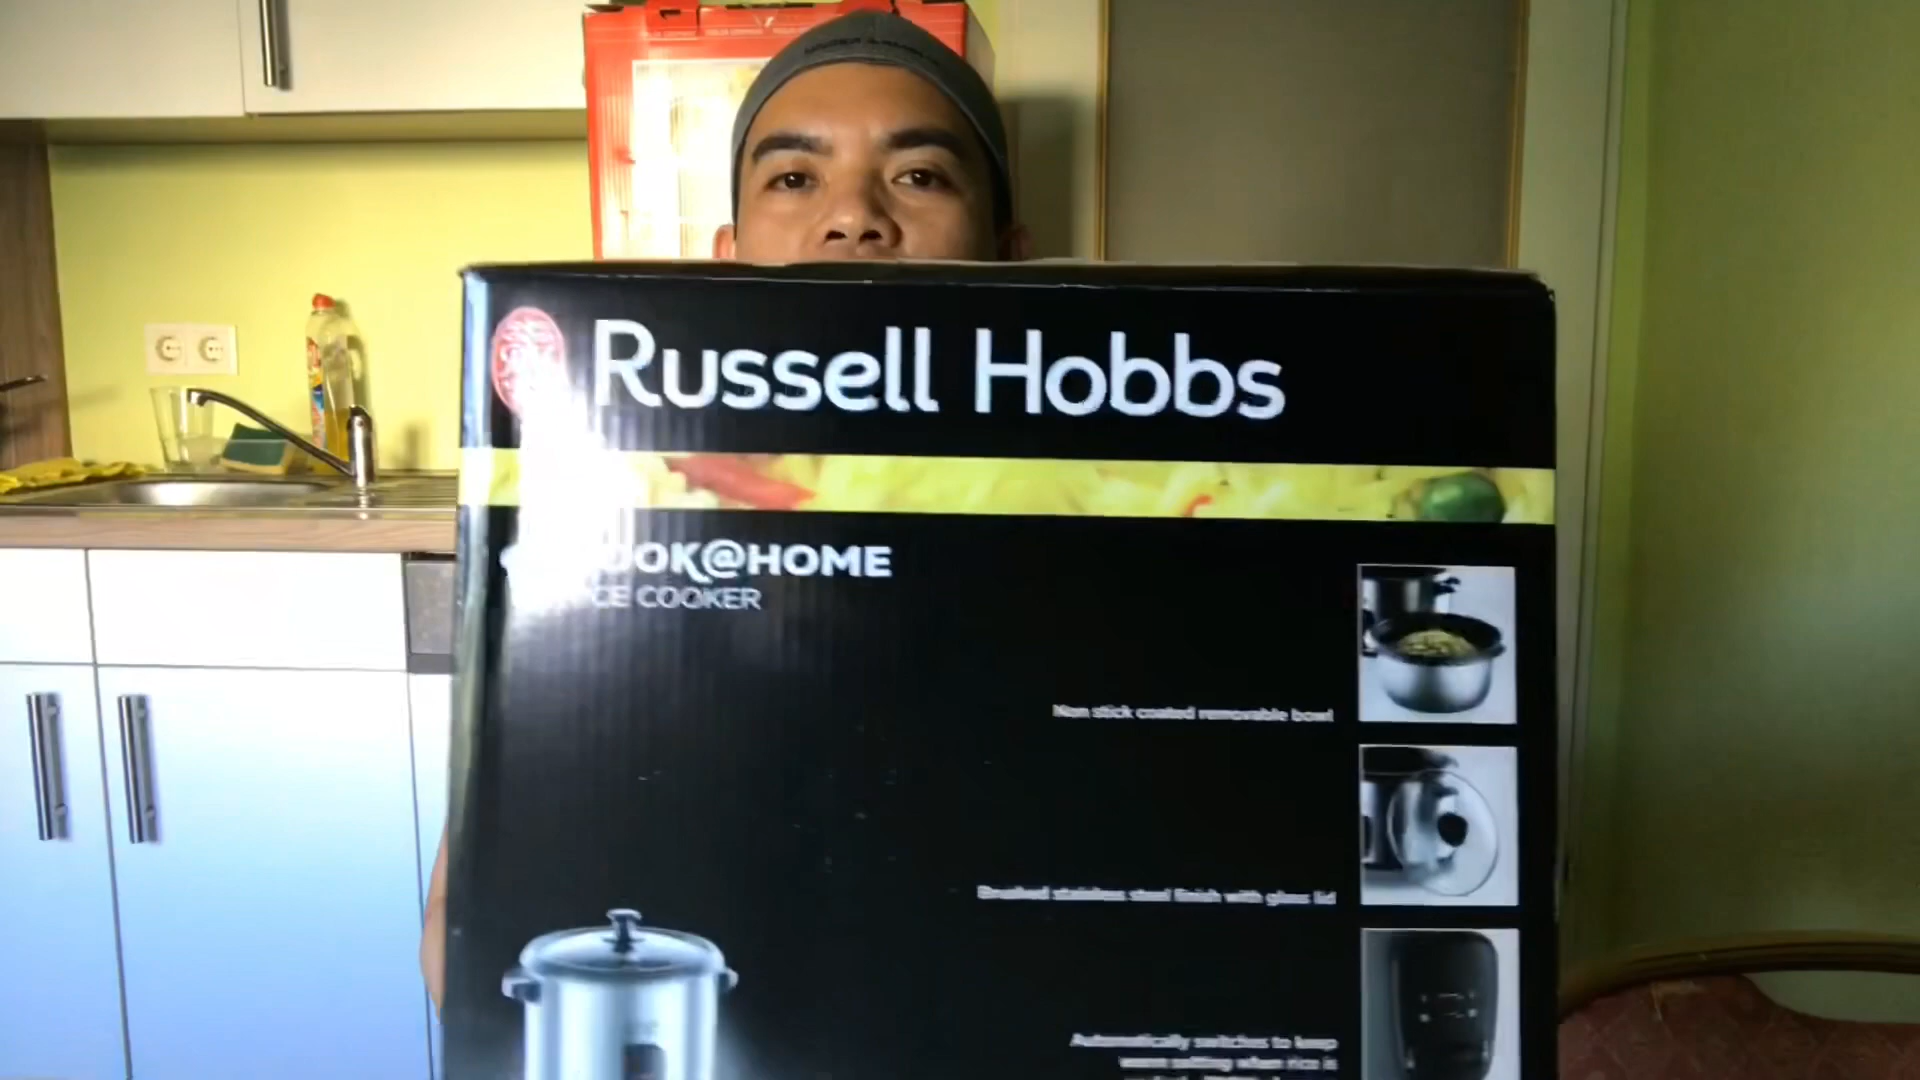 Russell Hobbs
OOK@HOME
CE COOKER
Non stick coated removable bowl
Brushed stainless steel finish with glass lid
Automatically switches to keep
warm setting when rice is